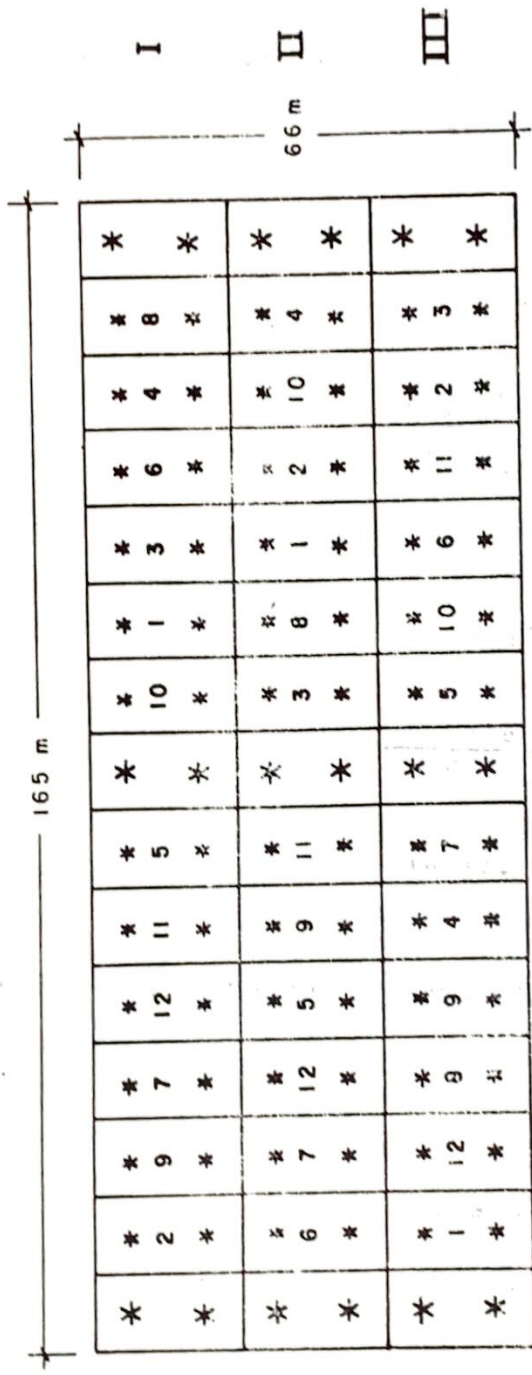 165 m
* * * * * * * * * * * * * * *
2 9 7 12 11 5 10 1 3 6 4 8 I
* * * * * * * * * * * * * * *
66 m
* * * * * * * * * * * * * * *
6 7 12 5 9 11 3 8 1 2 10 4 II
* * * * * * * * * * * * * * *
* * * * * * * * * * * * * * *
1 12 8 9 4 7 5 10 6 11 2 3 III
* * * * * * * * * * * * * * *